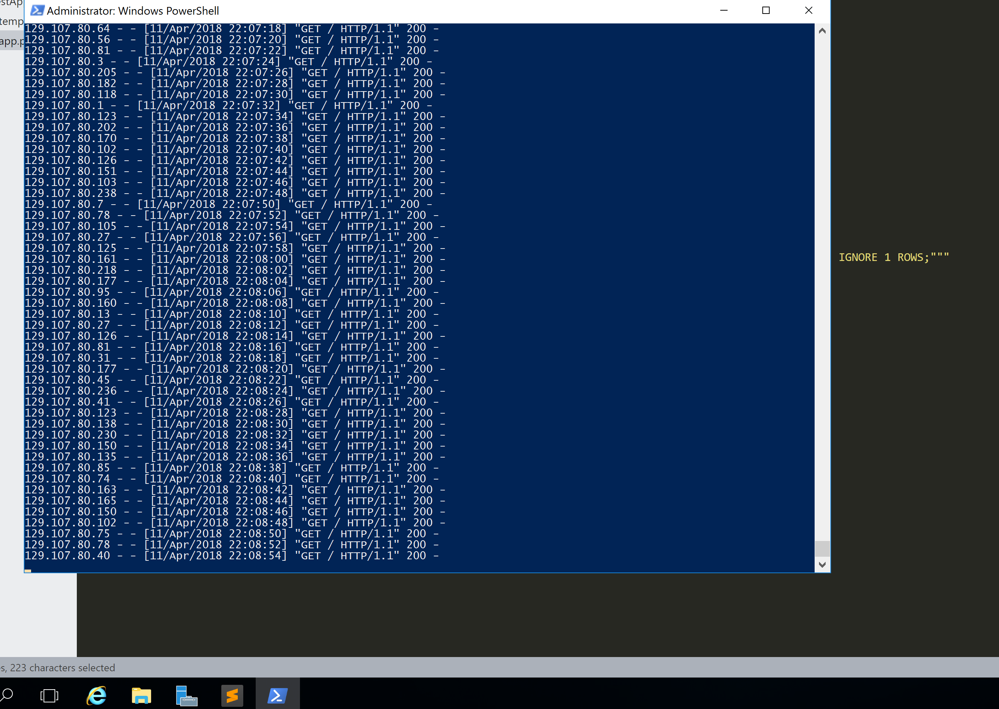 Administrator: Windows PowerShell
temp
129.107.80.64 - - [11/Apr/2018 22:07:18] "GET / HTTP/1.1" 200 -
129.107.80.56 - - [11/Apr/2018 22:07:20] "GET / HTTP/1.1" 200 -
129.107.80.81 - - [11/Apr/2018 22:07:22] "GET / HTTP/1.1" 200 -
129.107.80.3 - - [11/Apr/2018 22:07:24] "GET / HTTP/1.1" 200 -
129.107.80.205 - - [11/Apr/2018 22:07:26] "GET / HTTP/1.1" 200 -
129.107.80.182 - - [11/Apr/2018 22:07:28] "GET / HTTP/1.1" 200 -
129.107.80.118 - - [11/Apr/2018 22:07:30] "GET / HTTP/1.1" 200 -
129.107.80.1 - - [11/Apr/2018 22:07:32] "GET / HTTP/1.1" 200 -
129.107.80.123 - - [11/Apr/2018 22:07:34] "GET / HTTP/1.1" 200 -
129.107.80.202 - - [11/Apr/2018 22:07:36] "GET / HTTP/1.1" 200 -
129.107.80.170 - - [11/Apr/2018 22:07:38] "GET / HTTP/1.1" 200 -
129.107.80.102 - - [11/Apr/2018 22:07:40] "GET / HTTP/1.1" 200 -
129.107.80.126 - - [11/Apr/2018 22:07:42] "GET / HTTP/1.1" 200 -
129.107.80.151 - - [11/Apr/2018 22:07:44] "GET / HTTP/1.1" 200 -
129.107.80.103 - - [11/Apr/2018 22:07:46] "GET / HTTP/1.1" 200 -
129.107.80.238 - - [11/Apr/2018 22:07:48] "GET / HTTP/1.1" 200 -
129.107.80.7 - - [11/Apr/2018 22:07:50] "GET / HTTP/1.1" 200 -
129.107.80.78 - - [11/Apr/2018 22:07:52] "GET / HTTP/1.1" 200 -
129.107.80.105 - - [11/Apr/2018 22:07:54] "GET / HTTP/1.1" 200 -
129.107.80.27 - - [11/Apr/2018 22:07:56] "GET / HTTP/1.1" 200 -
129.107.80.125 - - [11/Apr/2018 22:07:58] "GET / HTTP/1.1" 200 -
129.107.80.161 - - [11/Apr/2018 22:08:00] "GET / HTTP/1.1" 200 -
129.107.80.218 - - [11/Apr/2018 22:08:02] "GET / HTTP/1.1" 200 -
129.107.80.177 - - [11/Apr/2018 22:08:04] "GET / HTTP/1.1" 200 -
129.107.80.95 - - [11/Apr/2018 22:08:06] "GET / HTTP/1.1" 200 -
129.107.80.160 - - [11/Apr/2018 22:08:08] "GET / HTTP/1.1" 200 -
129.107.80.13 - - [11/Apr/2018 22:08:10] "GET / HTTP/1.1" 200 -
129.107.80.27 - - [11/Apr/2018 22:08:12] "GET / HTTP/1.1" 200 -
129.107.80.126 - - [11/Apr/2018 22:08:14] "GET / HTTP/1.1" 200 -
129.107.80.81 - - [11/Apr/2018 22:08:16] "GET / HTTP/1.1" 200 -
129.107.80.31 - - [11/Apr/2018 22:08:18] "GET / HTTP/1.1" 200 -
129.107.80.177 - - [11/Apr/2018 22:08:20] "GET / HTTP/1.1" 200 -
129.107.80.45 - - [11/Apr/2018 22:08:22] "GET / HTTP/1.1" 200 -
129.107.80.236 - - [11/Apr/2018 22:08:24] "GET / HTTP/1.1" 200 -
129.107.80.41 - - [11/Apr/2018 22:08:26] "GET / HTTP/1.1" 200 -
129.107.80.123 - - [11/Apr/2018 22:08:28] "GET / HTTP/1.1" 200 -
129.107.80.138 - - [11/Apr/2018 22:08:30] "GET / HTTP/1.1" 200 -
129.107.80.230 - - [11/Apr/2018 22:08:32] "GET / HTTP/1.1" 200 -
129.107.80.150 - - [11/Apr/2018 22:08:34] "GET / HTTP/1.1" 200 -
129.107.80.135 - - [11/Apr/2018 22:08:36] "GET / HTTP/1.1" 200 -
129.107.80.85 - - [11/Apr/2018 22:08:38] "GET / HTTP/1.1" 200 -
129.107.80.74 - - [11/Apr/2018 22:08:40] "GET / HTTP/1.1" 200 -
129.107.80.163 - - [11/Apr/2018 22:08:42] "GET / HTTP/1.1" 200 -
129.107.80.165 - - [11/Apr/2018 22:08:44] "GET / HTTP/1.1" 200 -
129.107.80.150 - - [11/Apr/2018 22:08:46] "GET / HTTP/1.1" 200 -
129.107.80.102 - - [11/Apr/2018 22:08:48] "GET / HTTP/1.1" 200 -
129.107.80.75 - - [11/Apr/2018 22:08:50] "GET / HTTP/1.1" 200 -
129.107.80.78 - - [11/Apr/2018 22:08:52] "GET / HTTP/1.1" 200 -
129.107.80.40 - - [11/Apr/2018 22:08:54] "GET / HTTP/1.1" 200 -
IGNORE 1 ROWS;"""
s, 223 characters selected